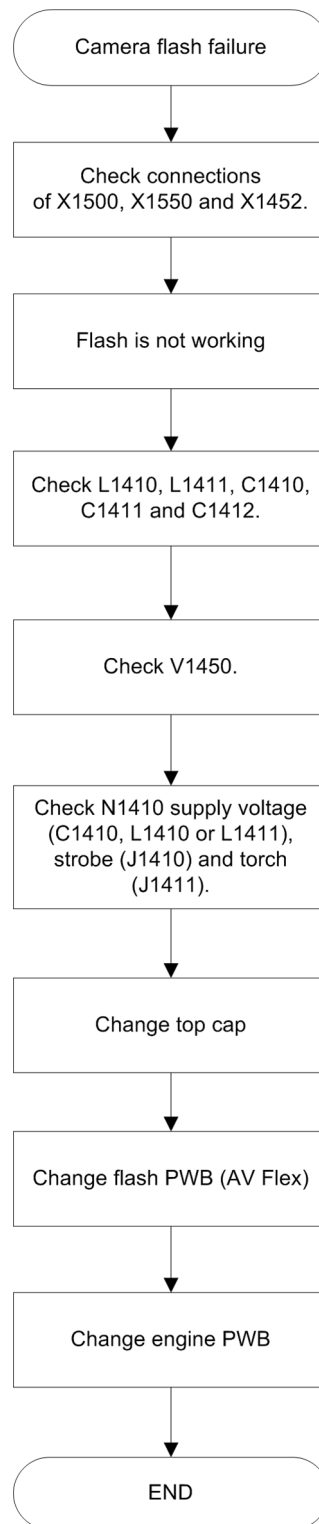 Camera flash failure
Check connections
of X1500, X1550 and X1452.
Flash is not working
Check L1410, L1411, C1410,
C1411 and C1412.
Check V1450.
Check N1410 supply voltage
(C1410, L1410 or L1411),
strobe (J1410) and torch
(J1411).
Change top cap
Change flash PWB (AV Flex)
Change engine PWB
END